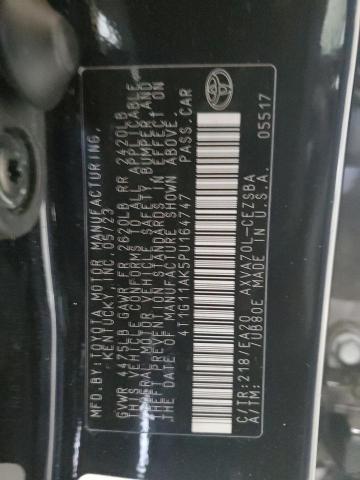 MFD.BY:TOYOTA MOTOR MANUFACTURING,
KENTUCKY, INC. 05/23
GVWR 4475LB GAWR FR 2620LB RR 2420LB
THIS VEHICLE CONFORMS TO ALL APPLICABLE
FEDERAL MOTOR VEHICLE SAFETY, BUMPER, AND
THEFT PREVENTION STANDARDS IN EFFECT ON
THE DATE OF MANUFACTURE SHOWN ABOVE.
4T1G11AK5PU164747 PASS.CAR
C/TR:218/EA20 AXVA70L-CEZSBA
A/TM: /UB80E MADE IN U.S.A.
05517